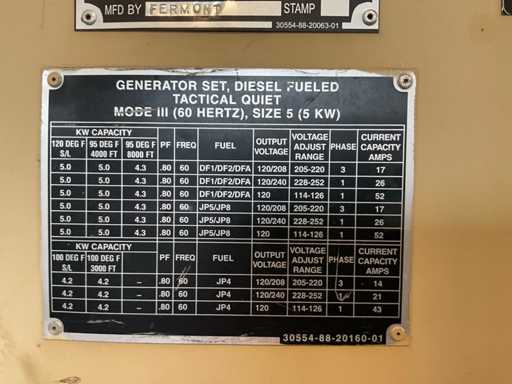 MFD BY FERMONT STAMP
30554-88-20063-01
GENERATOR SET, DIESEL FUELED
TACTICAL QUIET
MODE III (60 HERTZ), SIZE 5 (5 KW)
KW CAPACITY PF FREQ FUEL OUTPUT VOLTAGE VOLTAGE ADJUST RANGE PHASE CURRENT CAPACITY AMPS
120 DEG F S/L 95 DEG F 4000 FT 95 DEG F 8000 FT
5.0 5.0 4.3 .80 60 DF1/DF2/DFA 120/208 205-220 3 17
5.0 5.0 4.3 .80 60 DF1/DF2/DFA 120/240 228-252 1 26
5.0 5.0 4.3 .80 60 DF1/DF2/DFA 120 114-126 1 52
5.0 5.0 4.3 .80 60 JP5/JP8 120/208 205-220 3 17
5.0 5.0 4.3 .80 60 JP5/JP8 120/240 228-252 1 26
5.0 5.0 4.3 .80 60 JP5/JP8 120 114-126 1 52
KW CAPACITY PF FREQ FUEL OUTPUT VOLTAGE VOLTAGE ADJUST RANGE PHASE CURRENT CAPACITY AMPS
100 DEG F S/L 100 DEG F 3000 FT
4.2 4.2 – .80 60 JP4 120/208 205-220 3 14
4.2 4.2 – .80 60 JP4 120/240 228-252 1 21
4.2 4.2 – .80 60 JP4 120 114-126 1 43
30554-88-20160-01